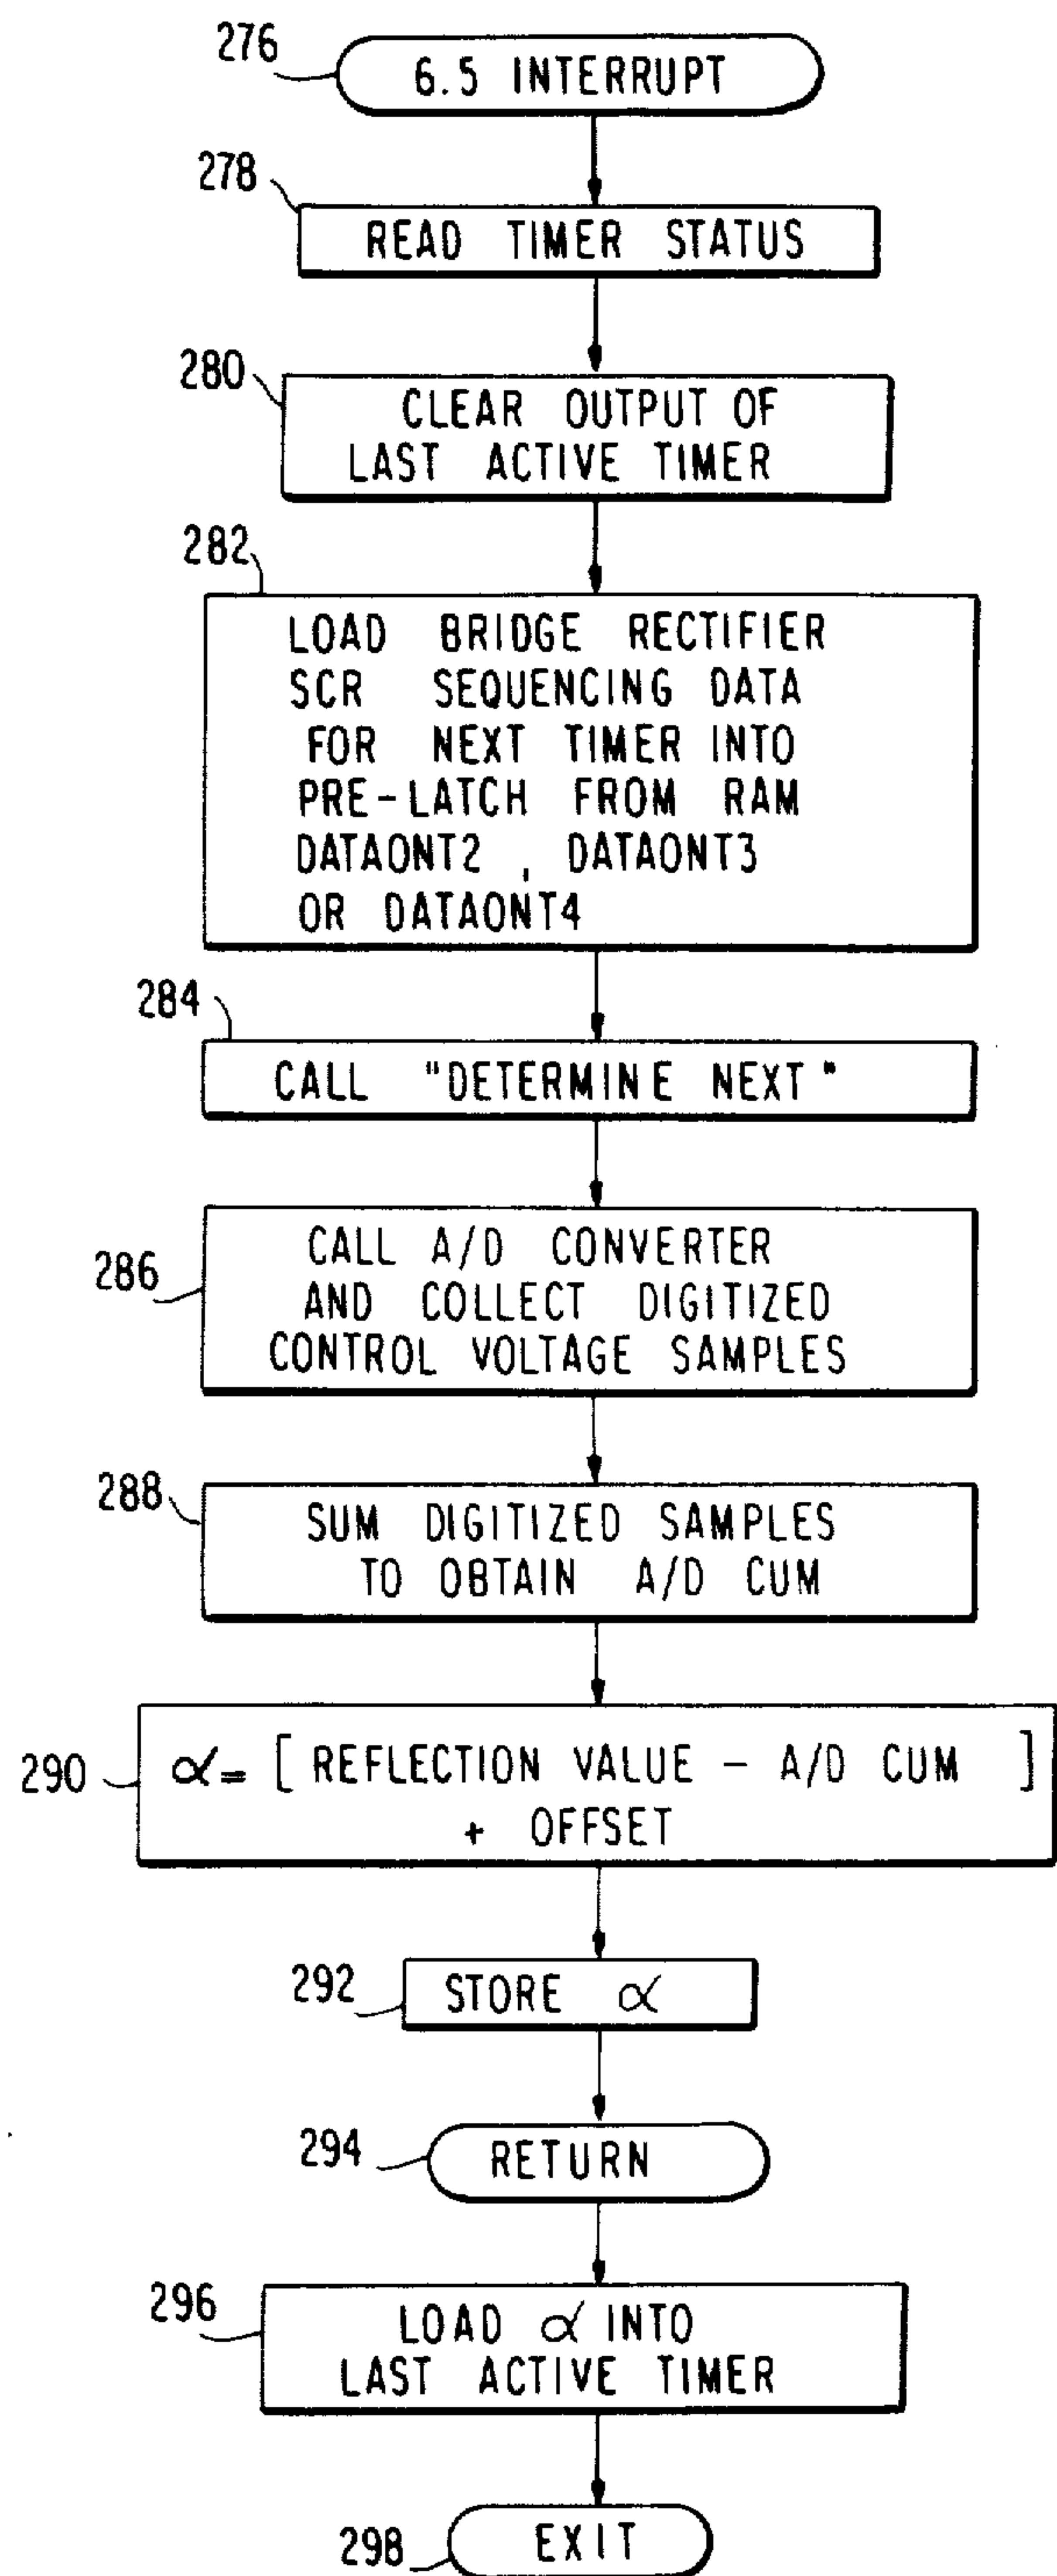 276
6.5 INTERRUPT
278
READ TIMER STATUS
280
CLEAR OUTPUT OF
LAST ACTIVE TIMER
282
LOAD BRIDGE RECTIFIER
SCR SEQUENCING DATA
FOR NEXT TIMER INTO
PRE-LATCH FROM RAM
DATAONT2 , DATAONT3
OR DATAONT4
284
CALL "DETERMINE NEXT"
286
CALL A/D CONVERTER
AND COLLECT DIGITIZED
CONTROL VOLTAGE SAMPLES
288
SUM DIGITIZED SAMPLES
TO OBTAIN A/D CUM
290
α = [ REFLECTION VALUE - A/D CUM ]
+ OFFSET
292
STORE α
294
RETURN
296
LOAD α INTO
LAST ACTIVE TIMER
298
EXIT